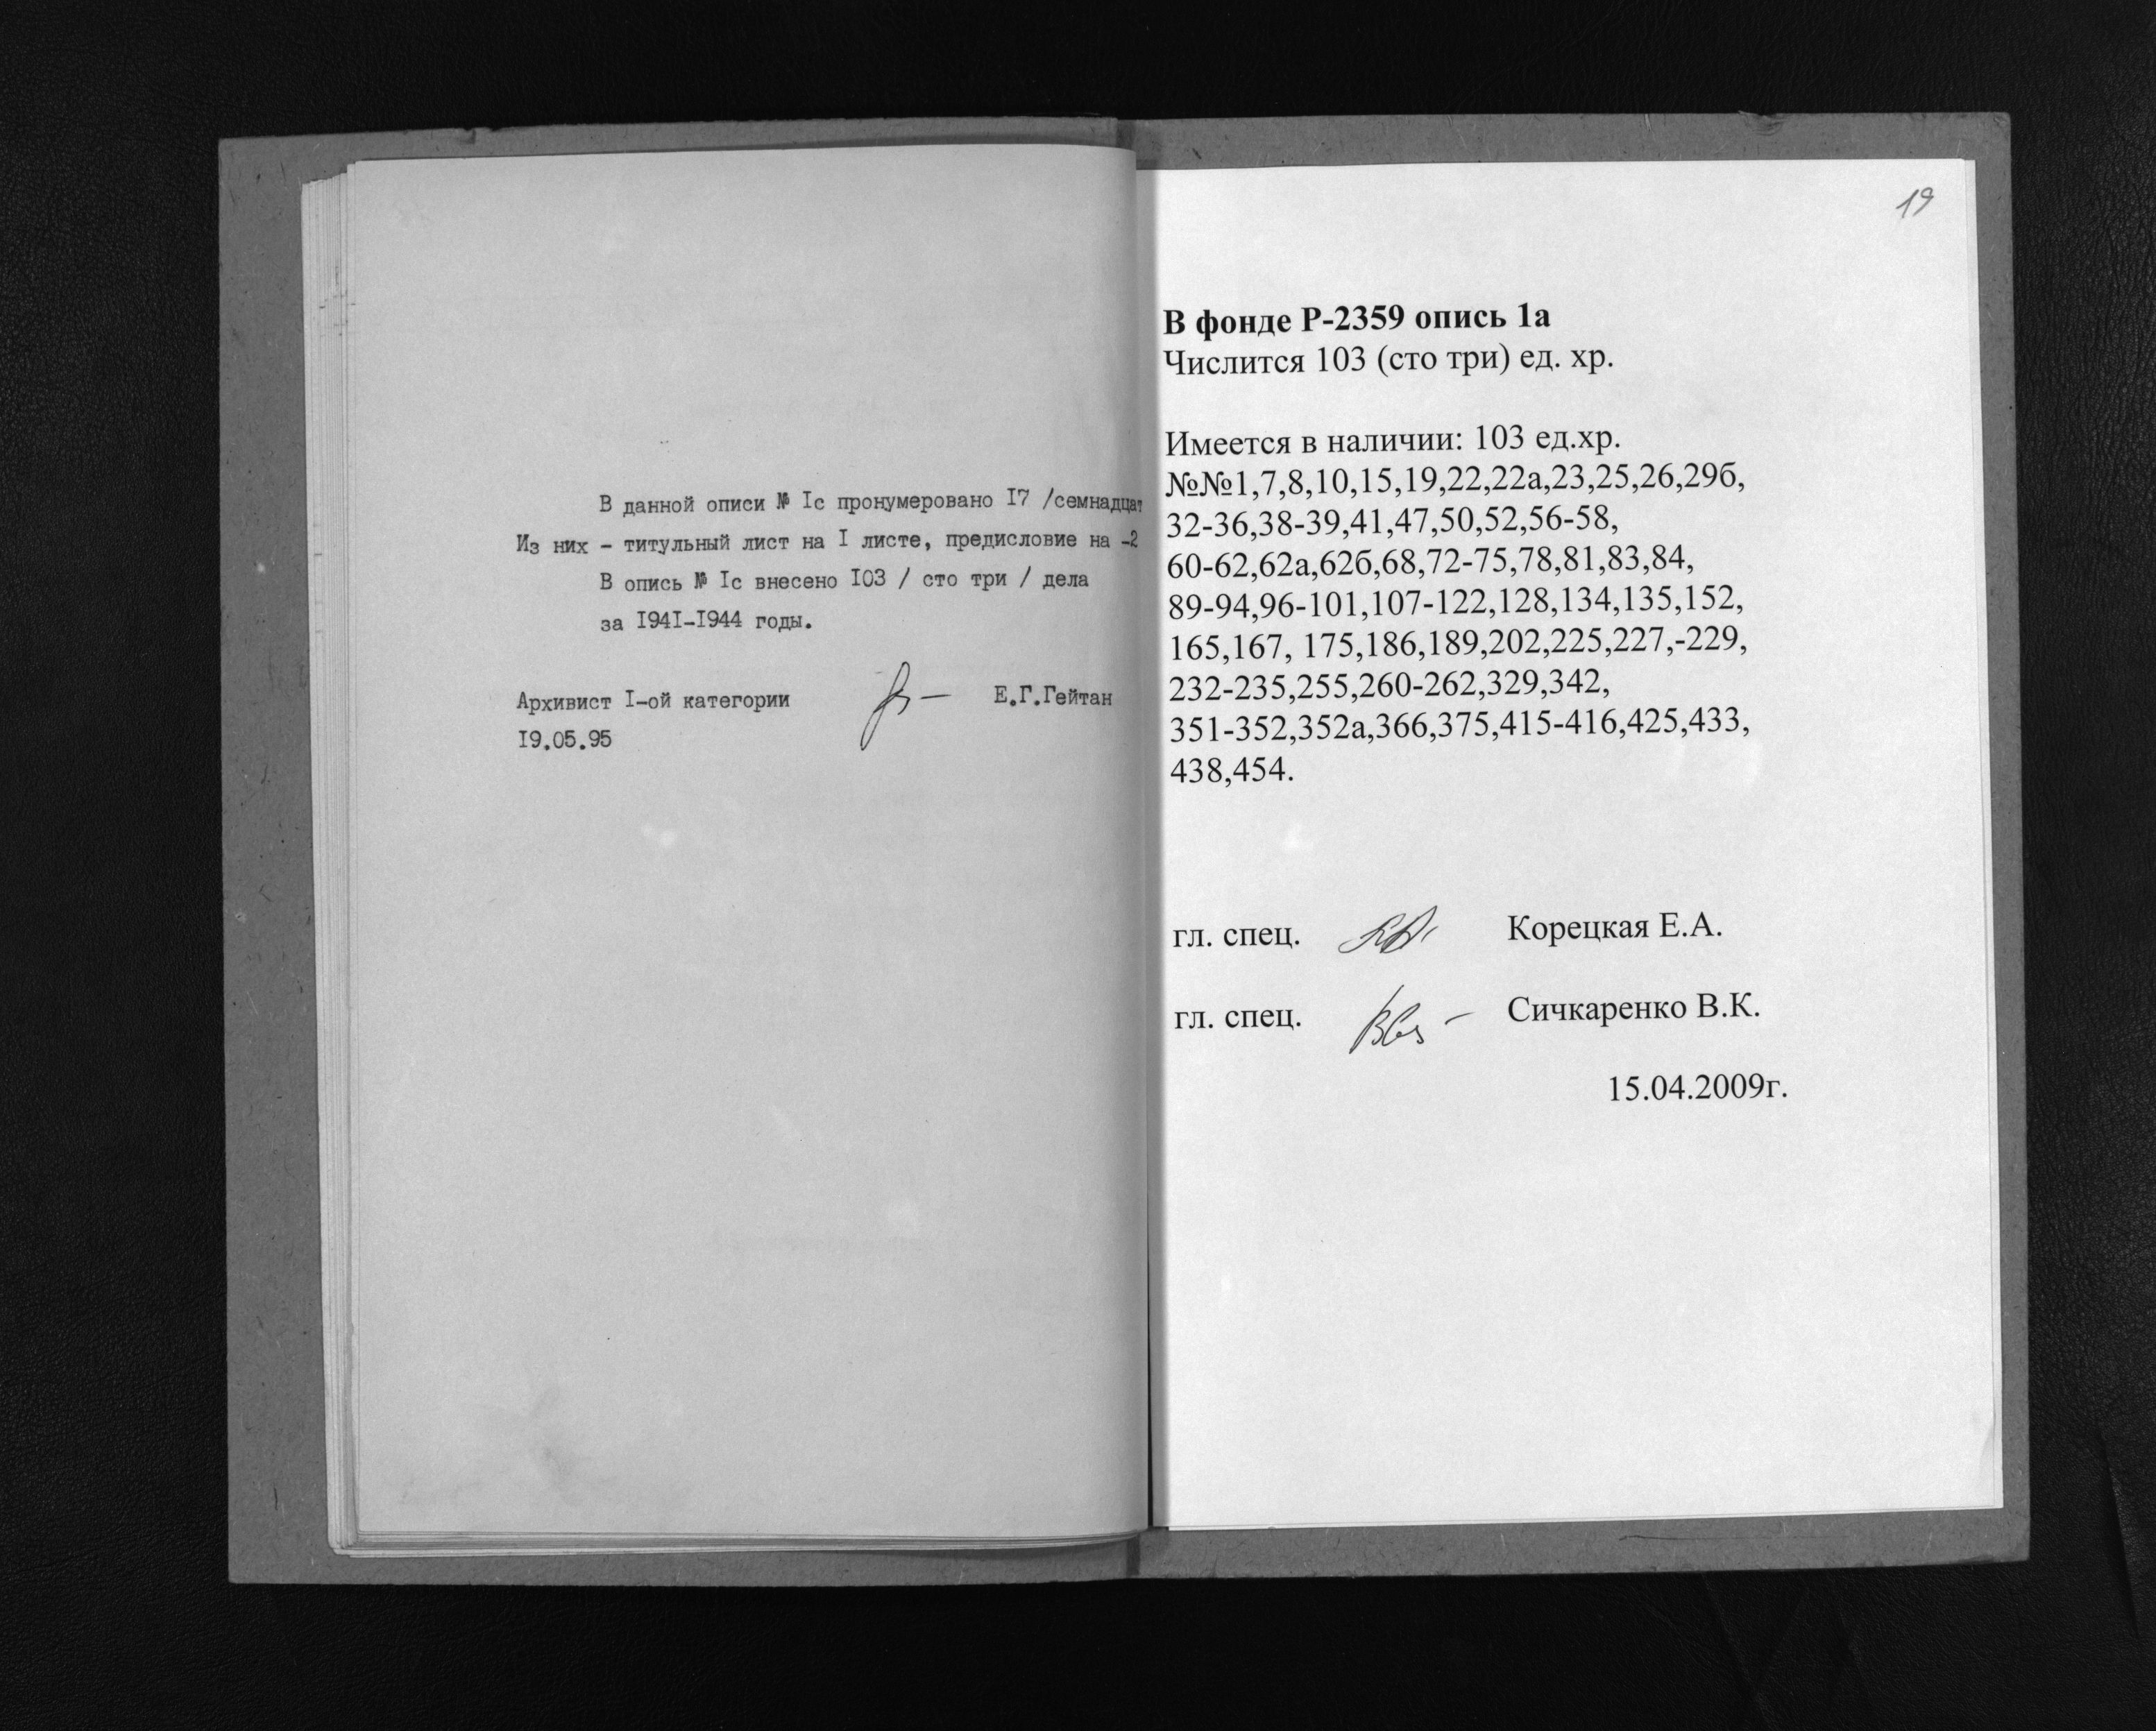 В данной описи № Iс пронумеровано I7 /семнадцат
Из них - титульный лист на I листе, предисловие на -2
В опись № Iс внесено I03 / сто три / дела
за I94I-I944 годы.
Архивист I-ой категории Е.Г.Гейтан
I9.05.95
19
В фонде Р-2359 опись 1а
Числится 103 (сто три) ед. хр.
Имеется в наличии: 103 ед.хр.
№№1,7,8,10,15,19,22,22а,23,25,26,29б,
32-36,38-39,41,47,50,52,56-58,
60-62,62а,62б,68,72-75,78,81,83,84,
89-94,96-101,107-122,128,134,135,152,
165,167, 175,186,189,202,225,227,-229,
232-235,255,260-262,329,342,
351-352,352а,366,375,415-416,425,433,
438,454.
гл. спец. Корецкая Е.А.
гл. спец. Сичкаренко В.К.
15.04.2009г.